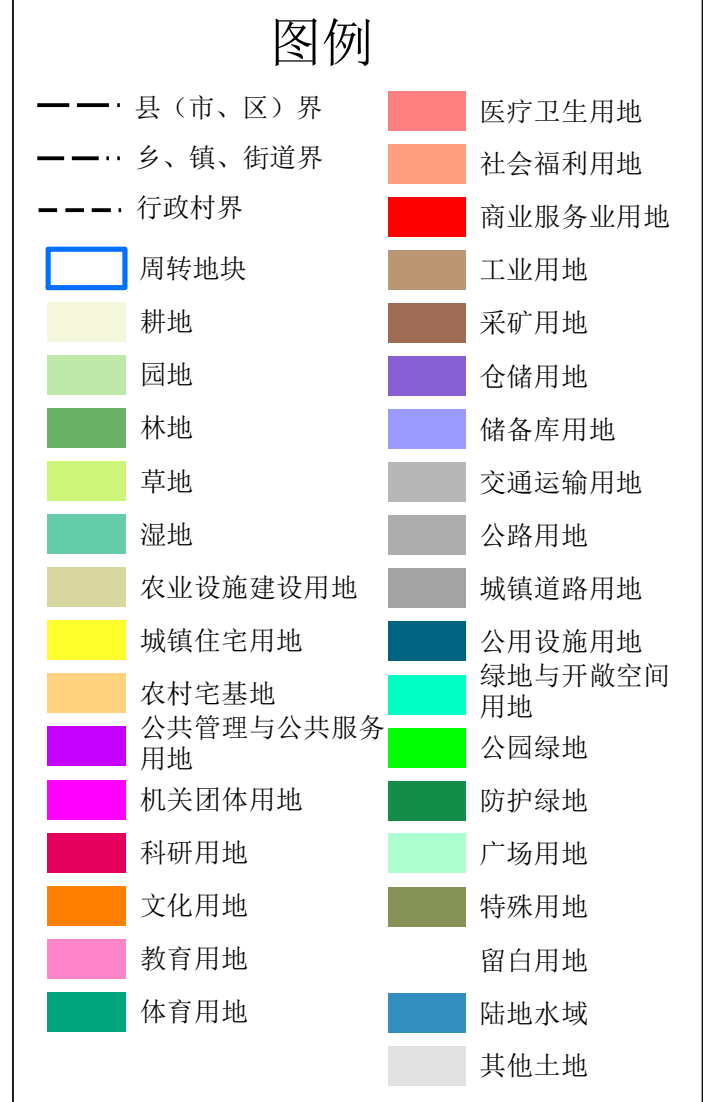 图例
县（市、区）界
乡、镇、街道界
行政村界
周转地块
耕地
园地
林地
草地
湿地
农业设施建设用地
城镇住宅用地
农村宅基地
公共管理与公共服务
用地
机关团体用地
科研用地
文化用地
教育用地
体育用地
医疗卫生用地
社会福利用地
商业服务业用地
工业用地
采矿用地
仓储用地
储备库用地
交通运输用地
公路用地
城镇道路用地
公用设施用地
绿地与开敞空间
用地
公园绿地
防护绿地
广场用地
特殊用地
留白用地
陆地水域
其他土地